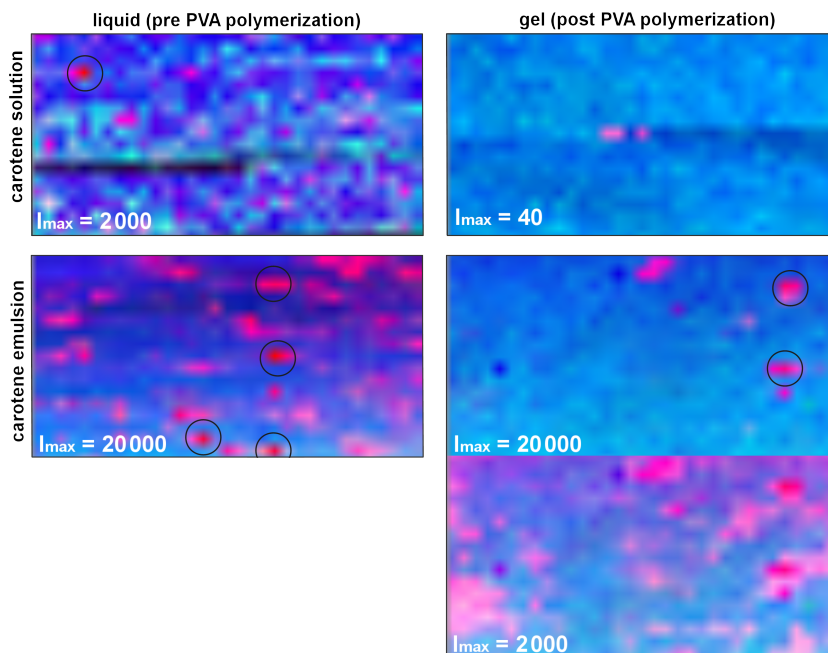 liquid (pre PVA polymerization)
gel (post PVA polymerization)
carotene solution
Imax = 2000
Imax = 40
carotene emulsion
Imax = 20000
Imax = 20000
Imax = 2000